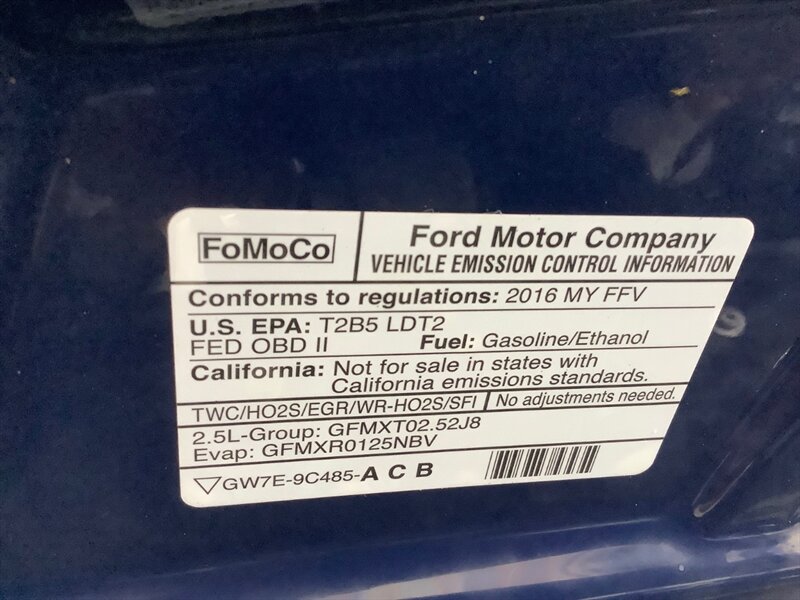 FoMoCo
Ford Motor Company
VEHICLE EMISSION CONTROL INFORMATION
Conforms to regulations: 2016 MY FFV
U.S. EPA: T2B5 LDT2
FED OBD II Fuel: Gasoline/Ethanol
California: Not for sale in states with
California emissions standards.
TWC/HO2S/EGR/WR-HO2S/SFI No adjustments needed.
2.5L-Group: GFMXT02.52J8
Evap: GFMXR0125NBV
GW7E-9C485-A C B